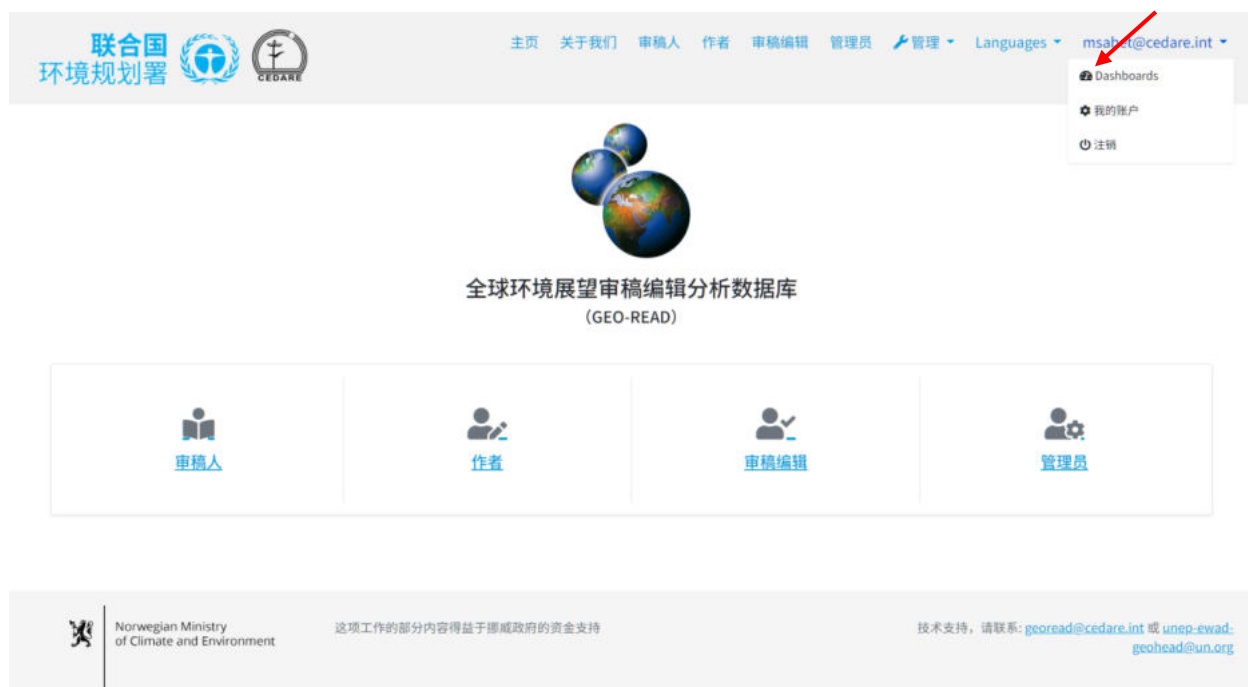 联合国
环境规划署
CEDARE
主页 关于我们 审稿人 作者 审稿编辑 管理员 管理 Languages msabet@cedare.int
Dashboards
我的账户
注销
全球环境展望审稿编辑分析数据库
(GEO-READ)
审稿人 作者 审稿编辑 管理员
Norwegian Ministry
of Climate and Environment
这项工作的部分内容得益于挪威政府的资金支持
技术支持，请联系: georead@cedare.int 或 unep-ewad-
geohead@un.org